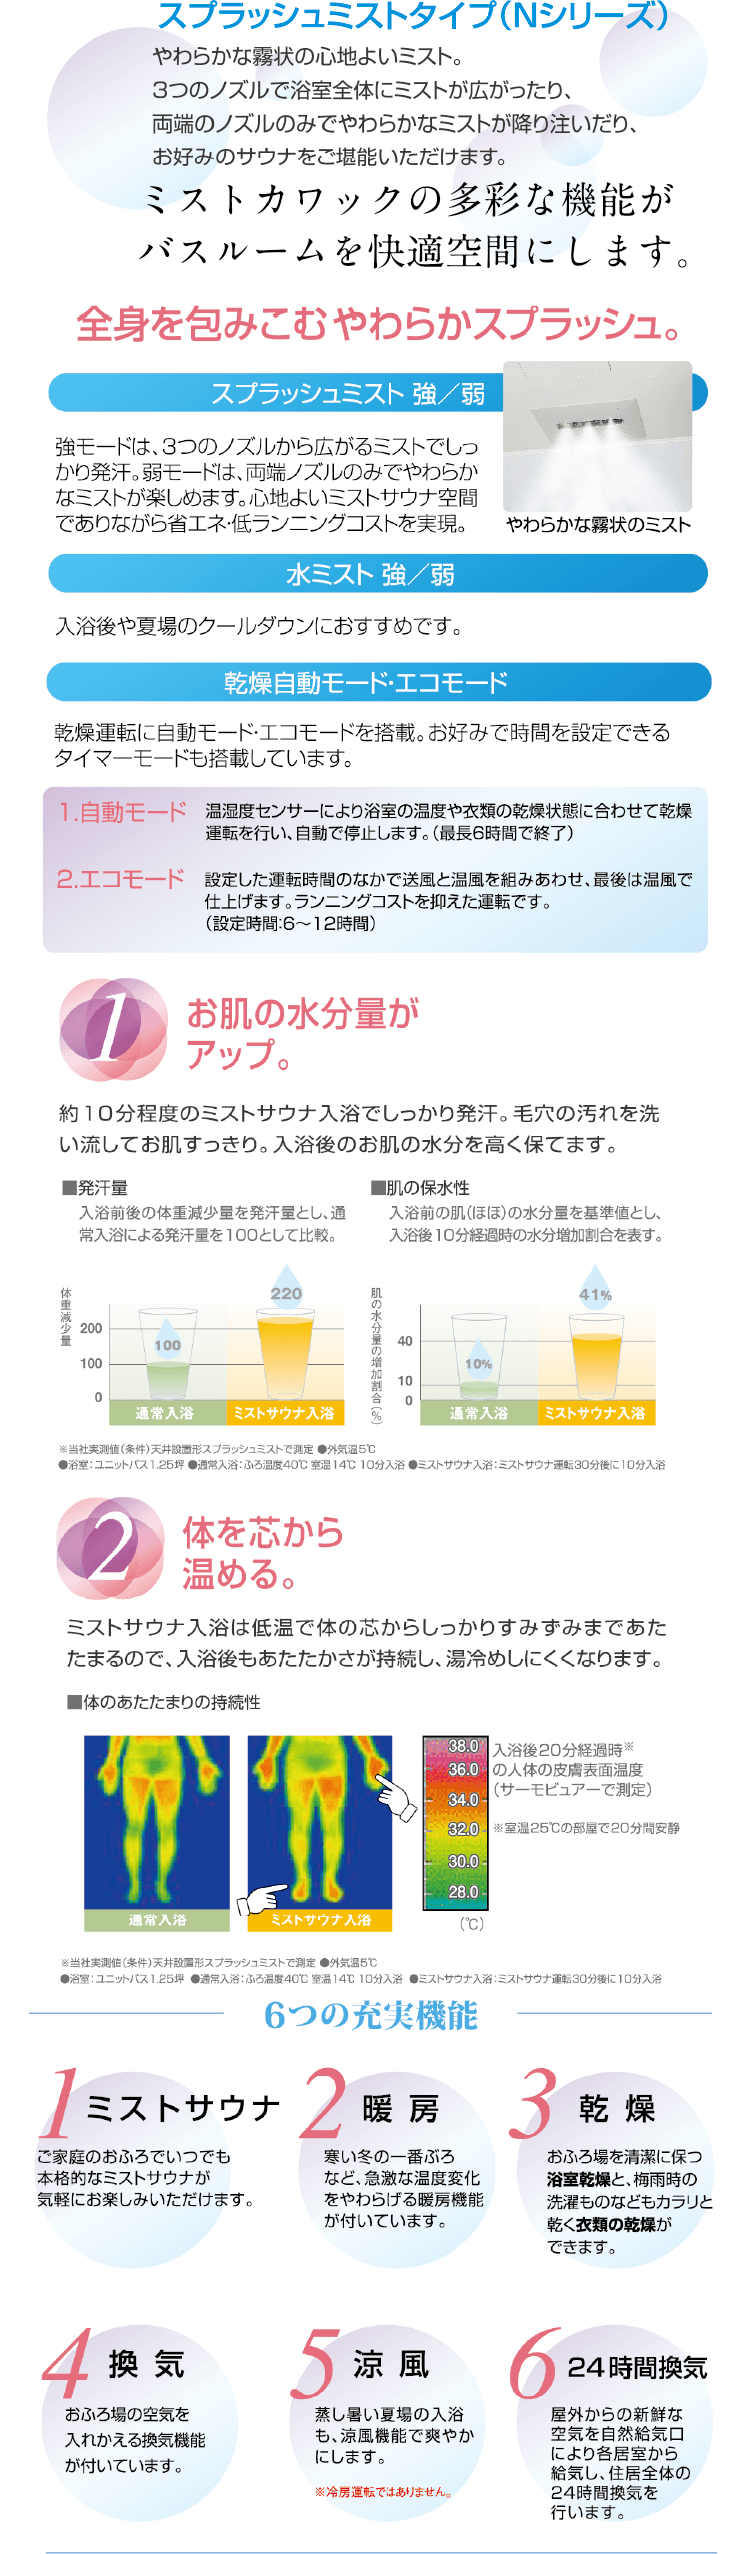 スプラッシュミストタイプ（Nシリーズ）
やわらかな霧状の心地よいミスト。
3つのノズルで浴室全体にミストが広がったり、
両端のノズルのみでやわらかなミストが降り注いだり、
お好みのサウナをご堪能いただけます。
ミストカワックの多彩な機能が
バスルームを快適空間にします。
全身を包みこむやわらかスプラッシュ。
スプラッシュミスト 強／弱
強モードは、3つのノズルから広がるミストでしっ
かり発汗。弱モードは、両端ノズルのみでやわらか
なミストが楽しめます。心地よいミストサウナ空間
でありながら省エネ・低ランニングコストを実現。
やわらかな霧状のミスト
水ミスト 強／弱
入浴後や夏場のクールダウンにおすすめです。
乾燥自動モード・エコモード
乾燥運転に自動モード・エコモードを搭載。お好みで時間を設定できる
タイマーモードも搭載しています。
1.自動モード
温湿度センサーにより浴室の温度や衣類の乾燥状態に合わせて乾燥
運転を行い、自動で停止します。（最長6時間で終了）
2.エコモード
設定した運転時間のなかで送風と温風を組みあわせ、最後は温風で
仕上げます。ランニングコストを抑えた運転です。
（設定時間：6～12時間）
1
お肌の水分量が
アップ。
約10分程度のミストサウナ入浴でしっかり発汗。毛穴の汚れを洗
い流してお肌すっきり。入浴後のお肌の水分を高く保てます。
■発汗量
入浴前後の体重減少量を発汗量とし、通
常入浴による発汗量を100として比較。
体重減少量
200
100
0
100
220
通常入浴
ミストサウナ入浴
■肌の保水性
入浴前の肌（ほほ）の水分量を基準値とし、
入浴後10分経過時の水分増加割合を表す。
肌の水分量の増加割合（%）
40
10
0
10%
41%
通常入浴
ミストサウナ入浴
※当社実測値（条件）天井設置形スプラッシュミストで測定 ●外気温5℃
●浴室：ユニットバス1.25坪 ●通常入浴：ふろ温度40℃ 室温14℃ 10分入浴 ●ミストサウナ入浴：ミストサウナ運転30分後に10分入浴
2
体を芯から
温める。
ミストサウナ入浴は低温で体の芯からしっかりすみずみまであた
たまるので、入浴後もあたたかさが持続し、湯冷めしにくくなります。
■体のあたたまりの持続性
通常入浴
ミストサウナ入浴
38.0
36.0
34.0
32.0
30.0
28.0
（℃）
入浴後20分経過時※
の人体の皮膚表面温度
（サーモビュアーで測定）
※室温25℃の部屋で20分間安静
※当社実測値（条件）天井設置形スプラッシュミストで測定 ●外気温5℃
●浴室：ユニットバス1.25坪 ●通常入浴：ふろ温度40℃ 室温14℃ 10分入浴 ●ミストサウナ入浴：ミストサウナ運転30分後に10分入浴
6つの充実機能
1 ミストサウナ
ご家庭のおふろでいつでも
本格的なミストサウナが
気軽にお楽しみいただけます。
2 暖房
寒い冬の一番ぶろ
など、急激な温度変化
をやわらげる暖房機能
が付いています。
3 乾燥
おふろ場を清潔に保つ
浴室乾燥と、梅雨時の
洗濯ものなどもカラリと
乾く衣類の乾燥が
できます。
4 換気
おふろ場の空気を
入れかえる換気機能
が付いています。
5 涼風
蒸し暑い夏場の入浴
も、涼風機能で爽やか
にします。
※冷房運転ではありません。
6 24時間換気
屋外からの新鮮な
空気を自然給気口
により各居室から
給気し、住居全体の
24時間換気を
行います。